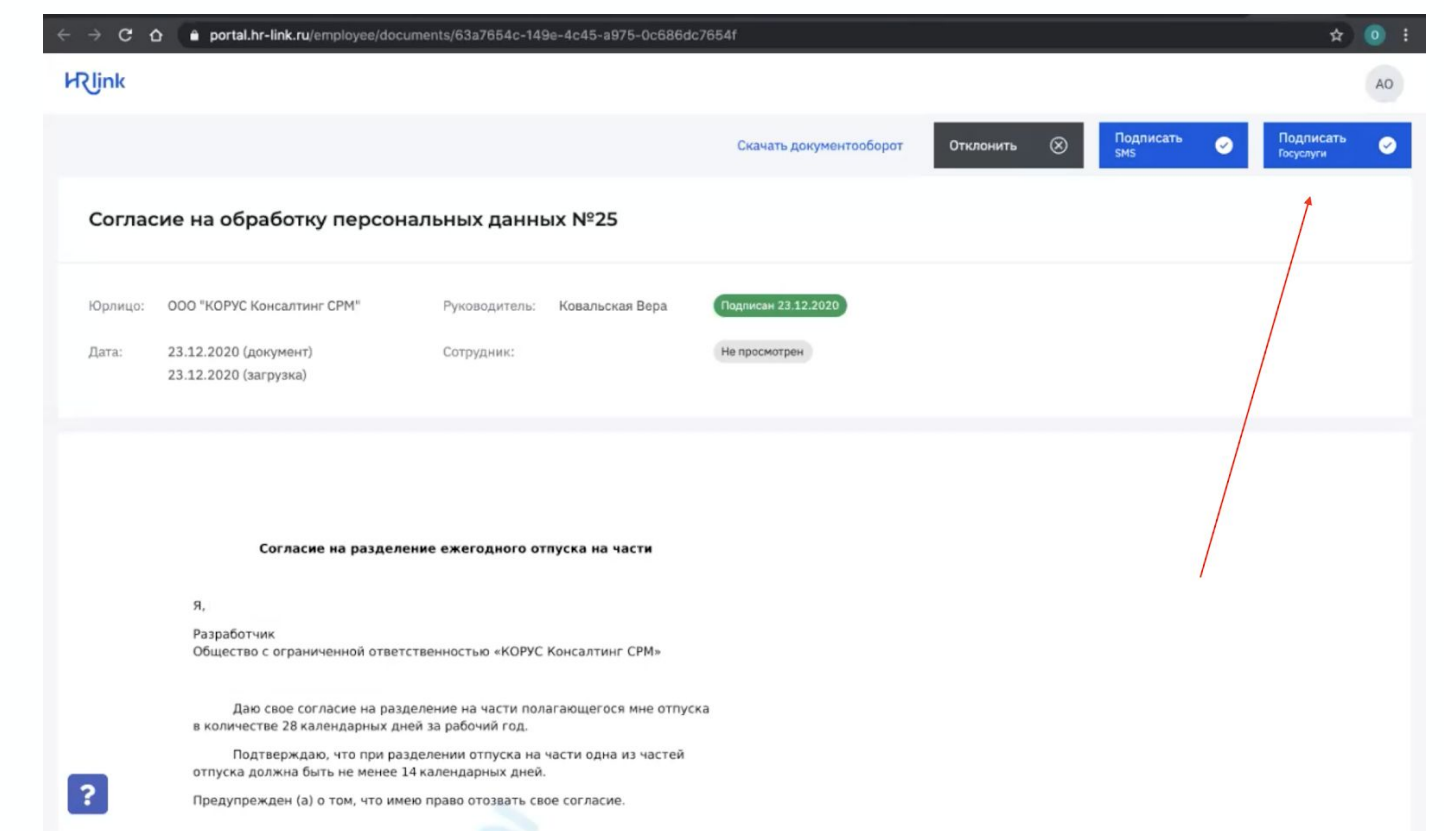 portal.hr-link.ru/employee/documents/63a7654c-149e-4c45-a975-0c686dc7654f
O
HRlink
АО
Скачать документооборот
Отклонить
Подписать
SMS
Подписать
Госуслуги
Согласие на обработку персональных данных №25
Юрлицо: ООО "КОРУС Консалтинг СРМ" Руководитель: Ковальская Вера Подписан 23.12.2020
Дата: 23.12.2020 (документ) Сотрудник: Не просмотрен
23.12.2020 (загрузка)
Согласие на разделение ежегодного отпуска на части
Я,
Разработчик
Общество с ограниченной ответственностью «КОРУС Консалтинг СРМ»
Даю свое согласие на разделение на части полагающегося мне отпуска
в количестве 28 календарных дней за рабочий год.
Подтверждаю, что при разделении отпуска на части одна из частей
отпуска должна быть не менее 14 календарных дней.
Предупрежден (а) о том, что имею право отозвать свое согласие.
?